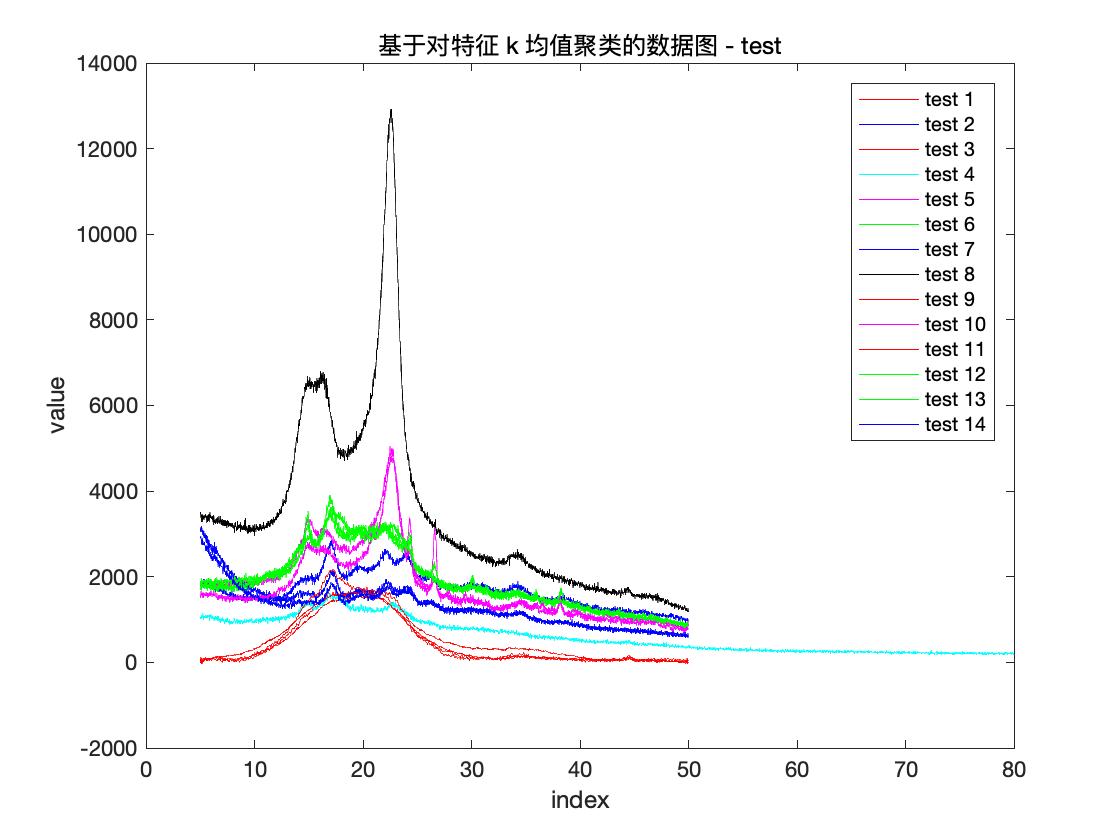 基于对特征 k 均值聚类的数据图 - test
14000
12000
10000
8000
6000
4000
2000
0
-2000
value
0 10 20 30 40 50 60 70 80
index
test 1
test 2
test 3
test 4
test 5
test 6
test 7
test 8
test 9
test 10
test 11
test 12
test 13
test 14